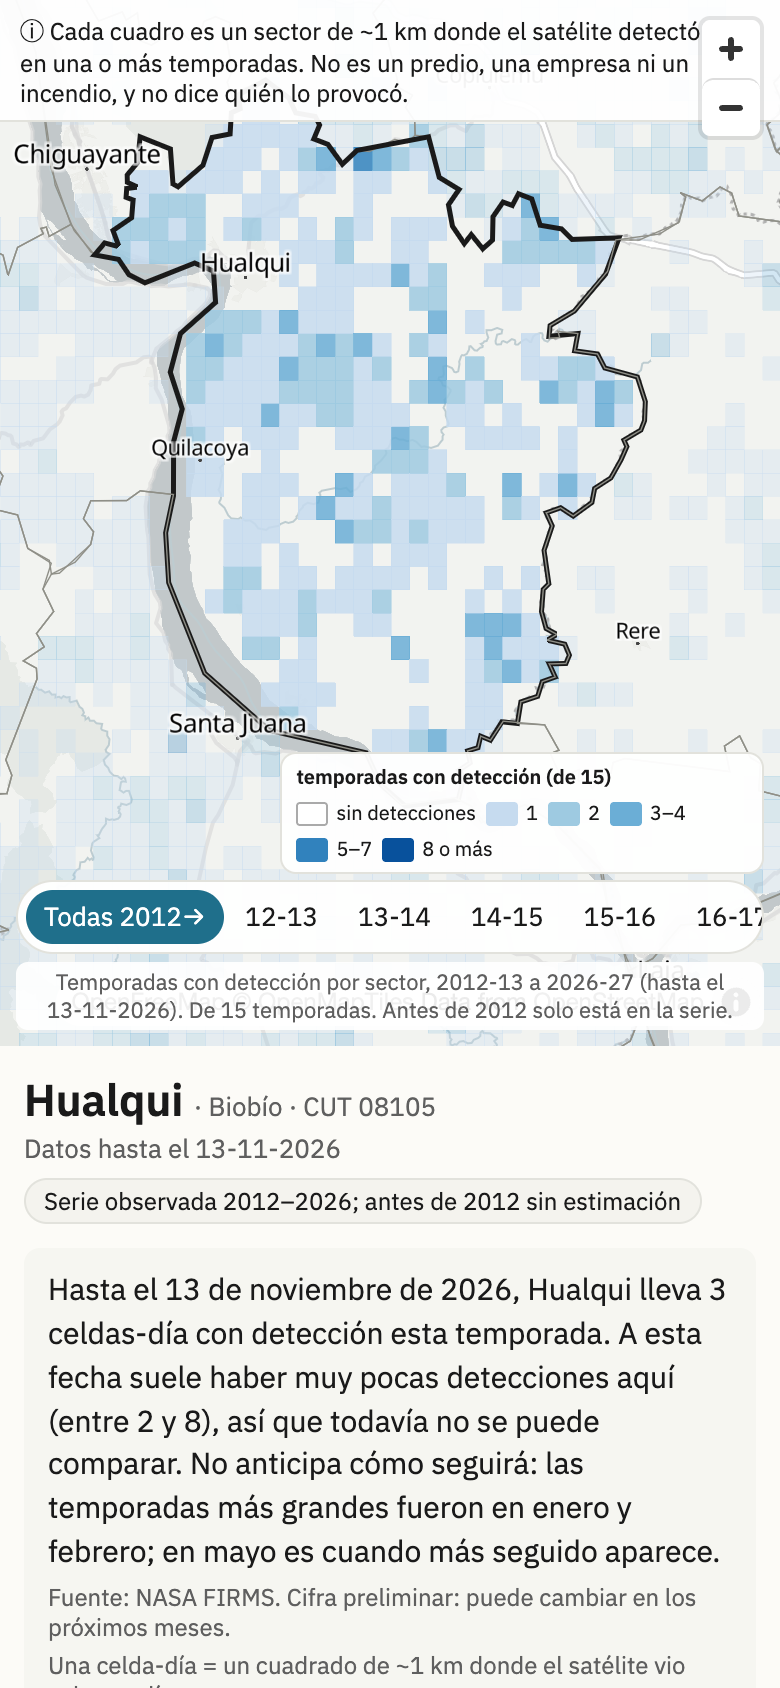 ⓘ Cada cuadro es un sector de ~1 km donde el satélite detectó
en una o más temporadas. No es un predio, una empresa ni un
incendio, y no dice quién lo provocó.
Copiulemu
+
−
Chiguayante
Hualqui
Quilacoya
Rere
Santa Juana
temporadas con detección (de 15)
sin detecciones 1 2 3–4
5–7 8 o más
Todas 2012→ 12-13 13-14 14-15 15-16 16-17
Laja
Temporadas con detección por sector, 2012-13 a 2026-27 (hasta el
13-11-2026). De 15 temporadas. Antes de 2012 solo está en la serie.
OpenFreeMap © OpenMapTiles Data from OpenStreetMap
Hualqui · Biobío · CUT 08105
Datos hasta el 13-11-2026
Serie observada 2012–2026; antes de 2012 sin estimación
Hasta el 13 de noviembre de 2026, Hualqui lleva 3
celdas-día con detección esta temporada. A esta
fecha suele haber muy pocas detecciones aquí
(entre 2 y 8), así que todavía no se puede
comparar. No anticipa cómo seguirá: las
temporadas más grandes fueron en enero y
febrero; en mayo es cuando más seguido aparece.
Fuente: NASA FIRMS. Cifra preliminar: puede cambiar en los
próximos meses.
Una celda-día = un cuadrado de ~1 km donde el satélite vio